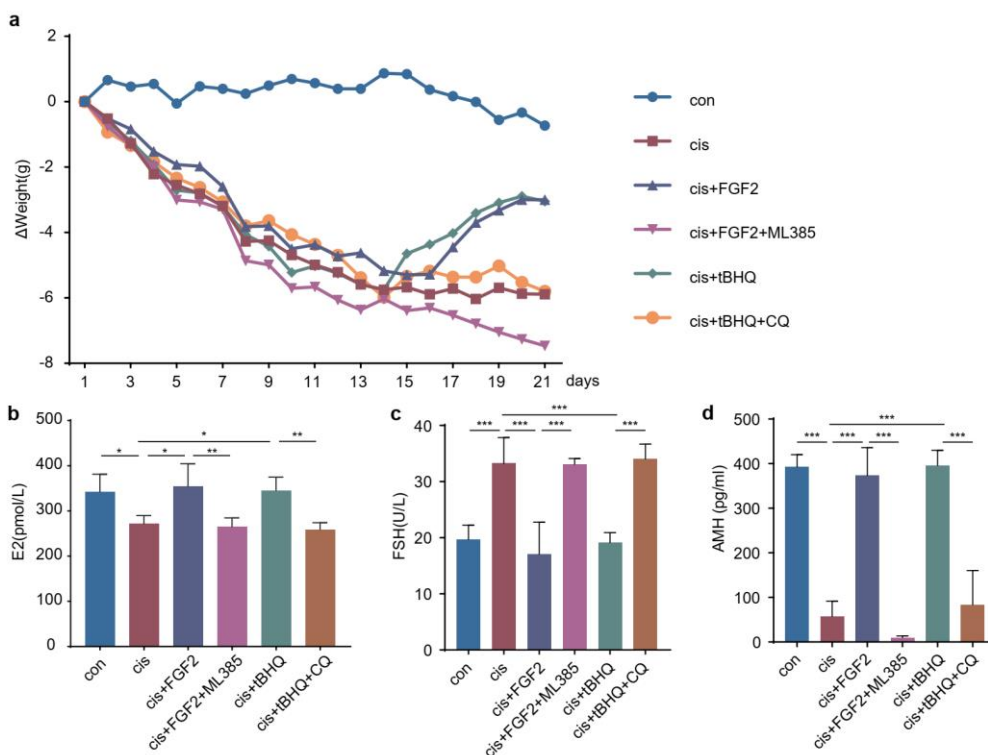 a
2
0
-2
-4
-6
-8
ΔWeight(g)
1 3 5 7 9 11 13 15 17 19 21 days
con
cis
cis+FGF2
cis+FGF2+ML385
cis+tBHQ
cis+tBHQ+CQ
b
500
400
300
200
300
0
E2(pmol/L)
* * ** * **
con
cis
cis+FGF2
cis+FGF2+ML385
cis+tBHQ
cis+tBHQ+CQ
c
40
30
20
10
0
FSH(U/L)
*** *** *** *** ***
con
cis
cis+FGF2
cis+FGF2+ML385
cis+tBHQ
cis+tBHQ+CQ
d
500
400
300
200
100
0
AMH (pg/ml)
*** *** *** *** ***
con
cis
cis+FGF2
cis+FGF2+ML385
cis+tBHQ
cis+tBHQ+CQ